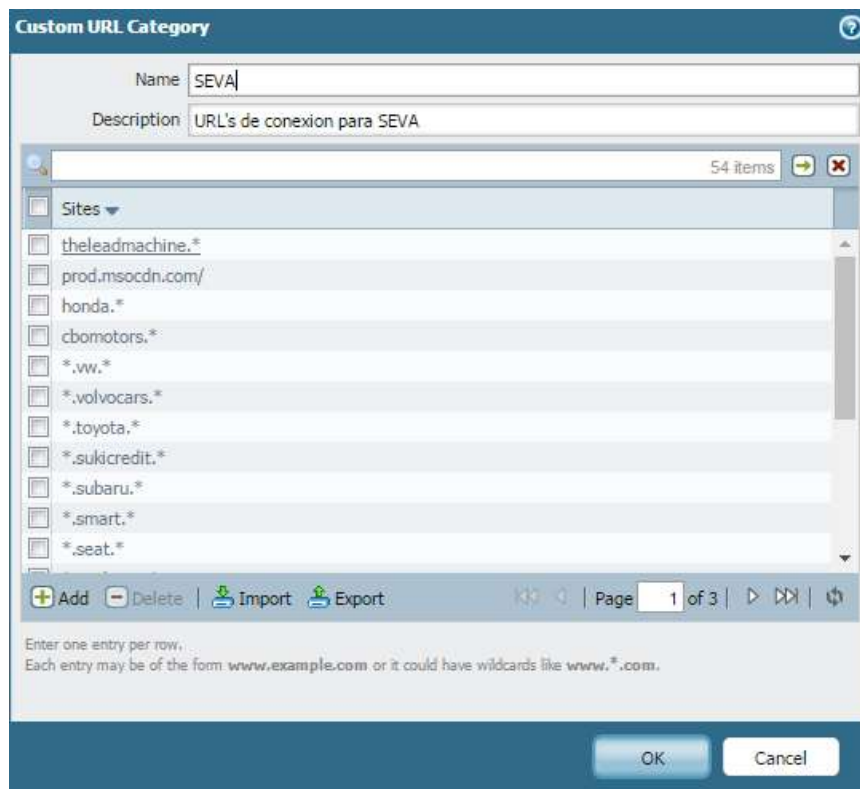 Custom URL Category
Name SEVA
Description URL's de conexion para SEVA
54 items
Sites
theleadmachine.*
prod.msocdn.com/
honda.*
cbomotors.*
*.vw.*
*.volvocars.*
*.toyota.*
*.sukicredit.*
*.subaru.*
*.smart.*
*.seat.*
Add Delete | Import Export | Page 1 of 3 |
Enter one entry per row.
Each entry may be of the form www.example.com or it could have wildcards like www.*.com.
OK Cancel